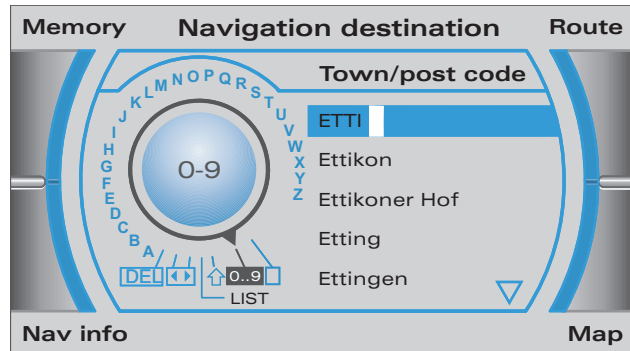 Memory
Navigation destination
Route
Town/post code
A B C D E F G H I J K L M N O P Q R S T U V W X Y Z
0-9
ETTI
Ettikon
Ettikoner Hof
Etting
Ettingen
DEL
0..9
LIST
Nav info
Map